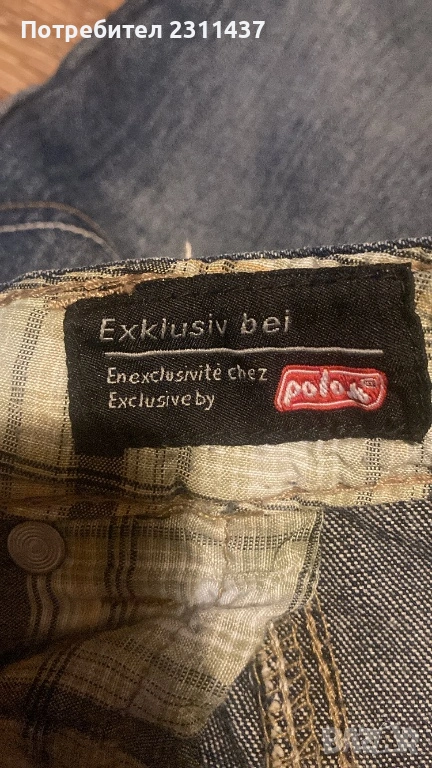 Потребител 2311437
Exklusiv bei
En exclusivité chez
Exclusive by
polo